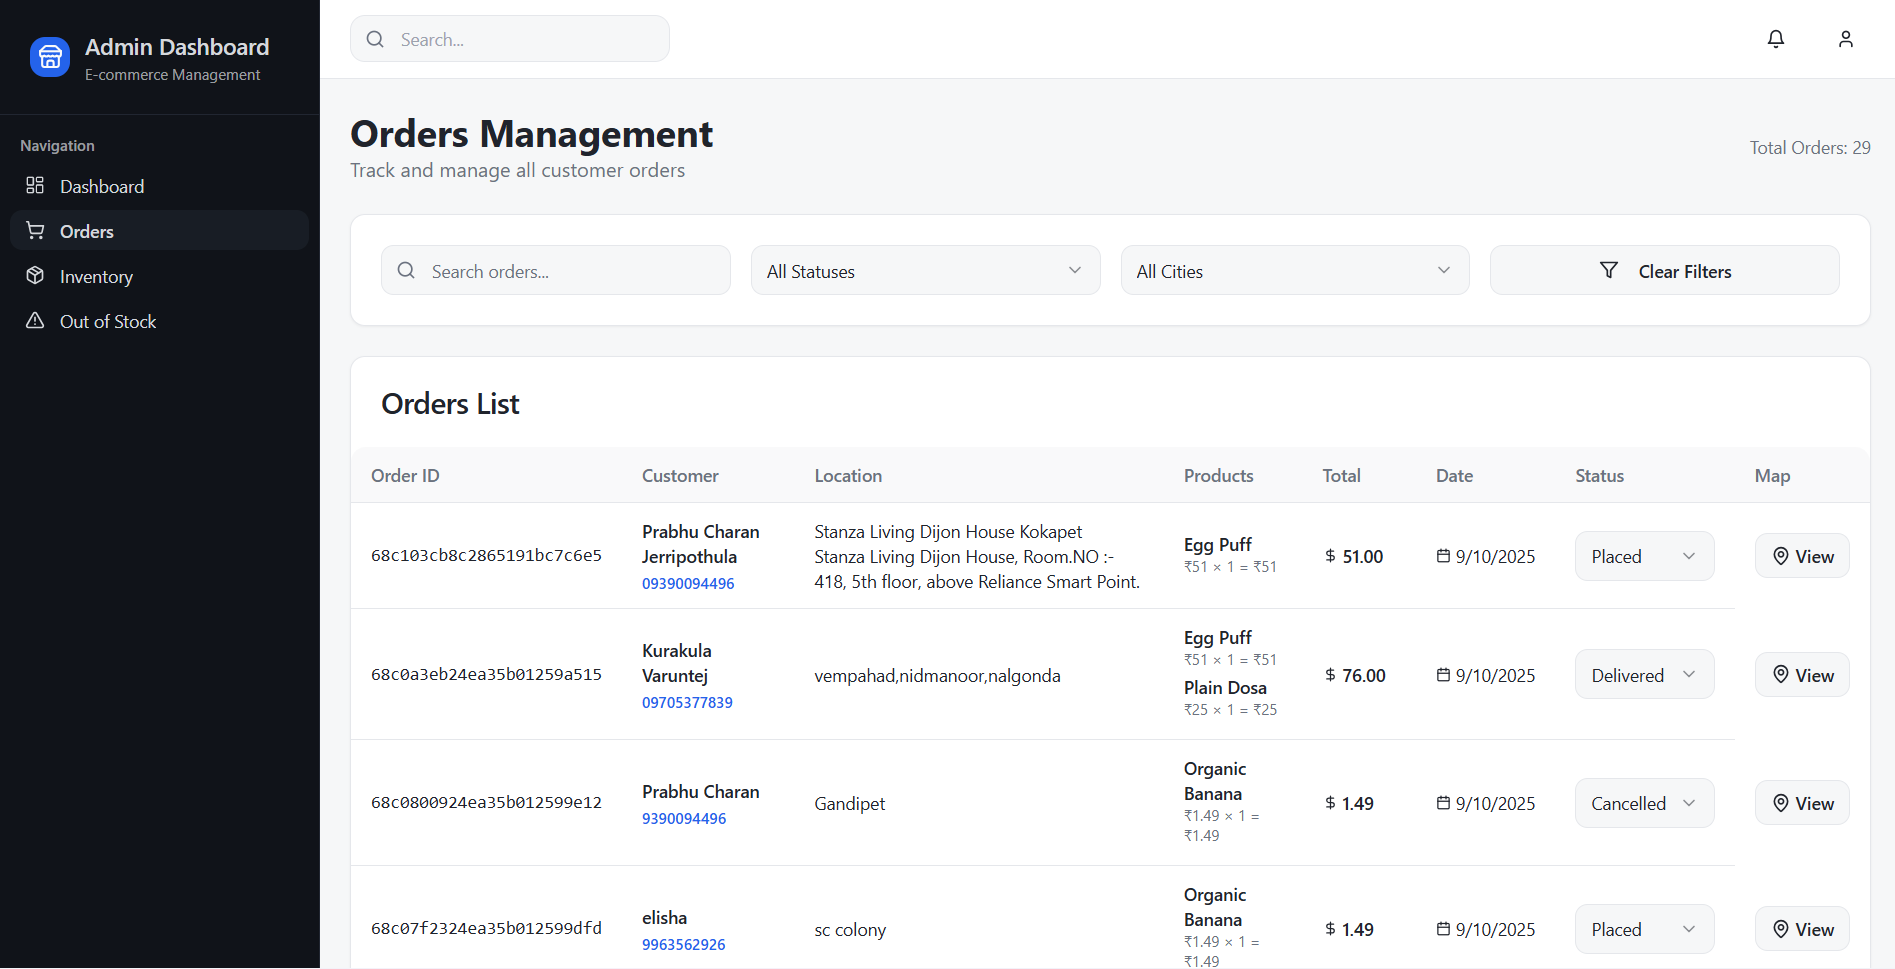 Admin Dashboard
E-commerce Management
Navigation
Dashboard
Orders
Inventory
Out of Stock
Search...
Orders Management
Track and manage all customer orders
Total Orders: 29
Search orders...
All Statuses
All Cities
Clear Filters
Orders List
Order ID Customer Location Products Total Date Status Map
68c103cb8c2865191bc7c6e5
Prabhu Charan
Jerripothula
09390094496
Stanza Living Dijon House Kokapet
Stanza Living Dijon House, Room.NO :-
418, 5th floor, above Reliance Smart Point.
Egg Puff
₹51 × 1 = ₹51
$ 51.00
9/10/2025
Placed
View
68c0a3eb24ea35b01259a515
Kurakula
Varuntej
09705377839
vempahad,nidmanoor,nalgonda
Egg Puff
₹51 × 1 = ₹51
Plain Dosa
₹25 × 1 = ₹25
$ 76.00
9/10/2025
Delivered
View
68c0800924ea35b012599e12
Prabhu Charan
9390094496
Gandipet
Organic
Banana
₹1.49 × 1 =
₹1.49
$ 1.49
9/10/2025
Cancelled
View
68c07f2324ea35b012599dfd
elisha
9963562926
sc colony
Organic
Banana
₹1.49 × 1 =
₹1.49
$ 1.49
9/10/2025
Placed
View